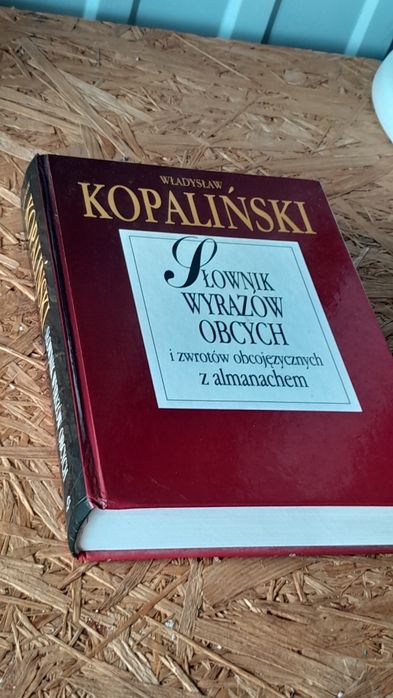 WŁADYSŁAW
KOPALIŃSKI
SŁOWNIK
WYRAZÓW
OBCYCH
i zwrotów obcojęzycznych
z almanachem